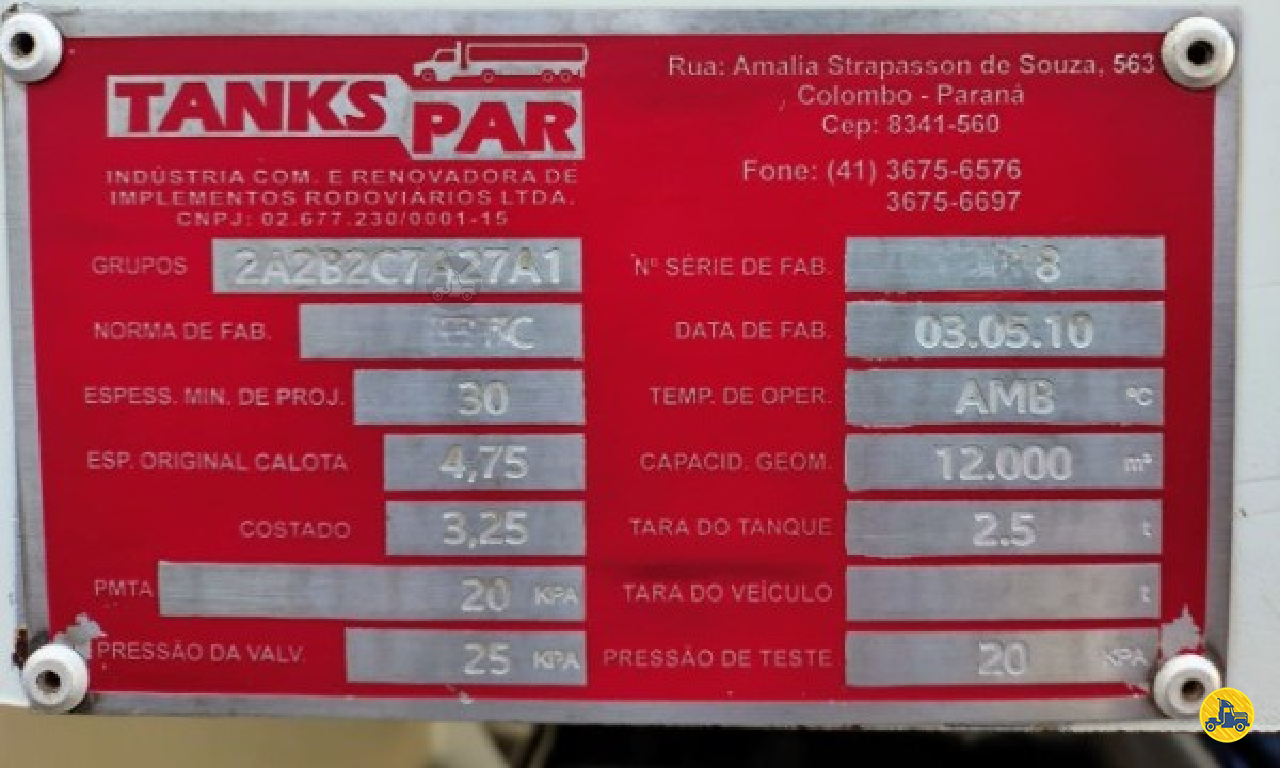 TANKS PAR
INDÚSTRIA COM. E RENOVADORA DE
IMPLEMENTOS RODOVIÁRIOS LTDA.
CNPJ: 02.677.230/0001-15
Rua: Amalia Strapasson de Souza, 563
Colombo - Paraná
Cep: 8341-560
Fone: (41) 3675-6576
3675-6697
GRUPOS 2A2B2C7A27A1
NORMA DE FAB.
ESPESS. MIN. DE PROJ. 30
ESP. ORIGINAL CALOTA 4,75
COSTADO 3,25
PMTA 20 KPA
PRESSÃO DA VALV. 25 KPA
Nº SÉRIE DE FAB.
DATA DE FAB. 03.05.10
TEMP. DE OPER. AMB ºC
CAPACID. GEOM. 12.000 m³
TARA DO TANQUE 2.5 t
TARA DO VEÍCULO t
PRESSÃO DE TESTE 20 KPA